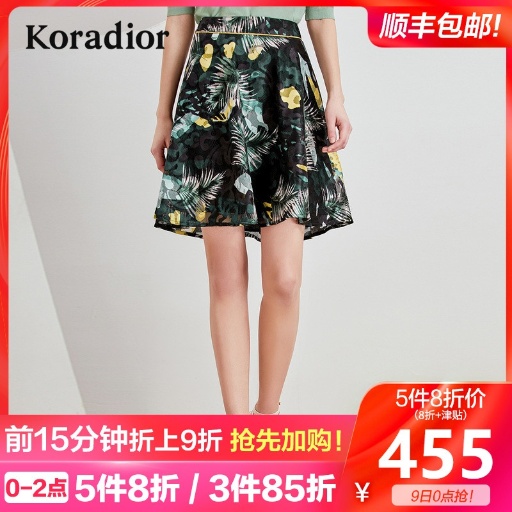 Koradior
顺丰包邮!
5件8折价
(8折+津贴)
¥455
9日0点抢!
前15分钟折上9折 抢先加购!
0-2点 5件8折 / 3件85折